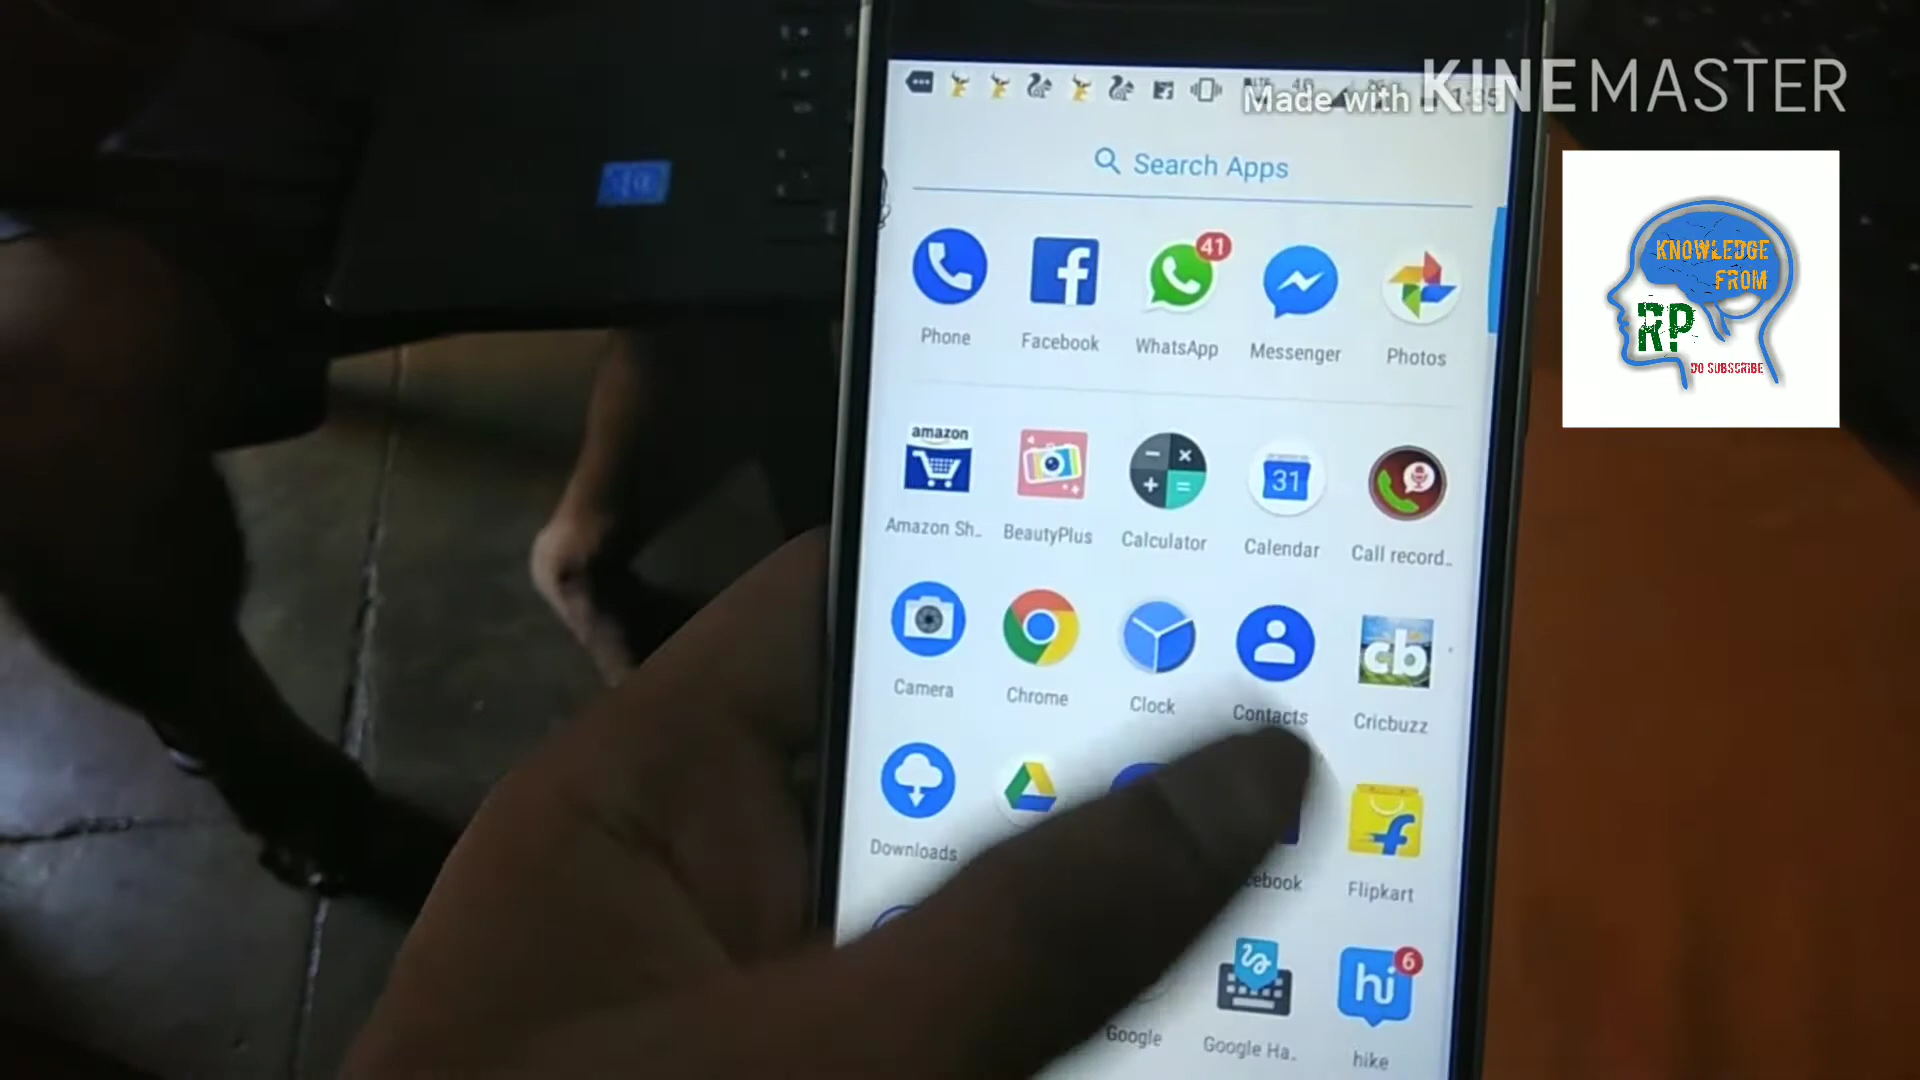 Made with KINEMASTER
Search Apps
KNOWLEDGE
FROM
RP
DO SUBSCRIBE
41
Phone
Facebook
WhatsApp
Messenger
Photos
amazon
31
Amazon Sh..
BeautyPlus
Calculator
Calendar
Call record..
cb
Camera
Chrome
Clock
Contacts
Cricbuzz
Downloads
ebook
Flipkart
hi
6
Google
Google Ha..
hike